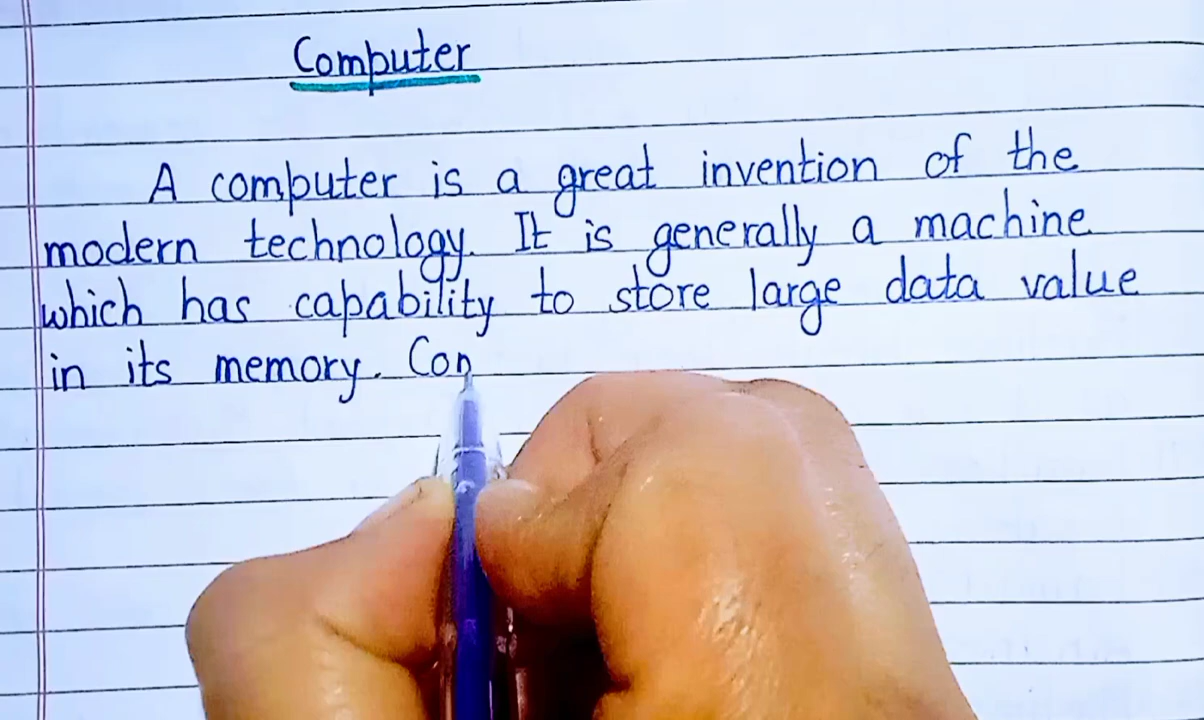 Computer
A computer is a great invention of the
modern technology. It is generally a machine
which has capability to store large data value
in its memory. Con